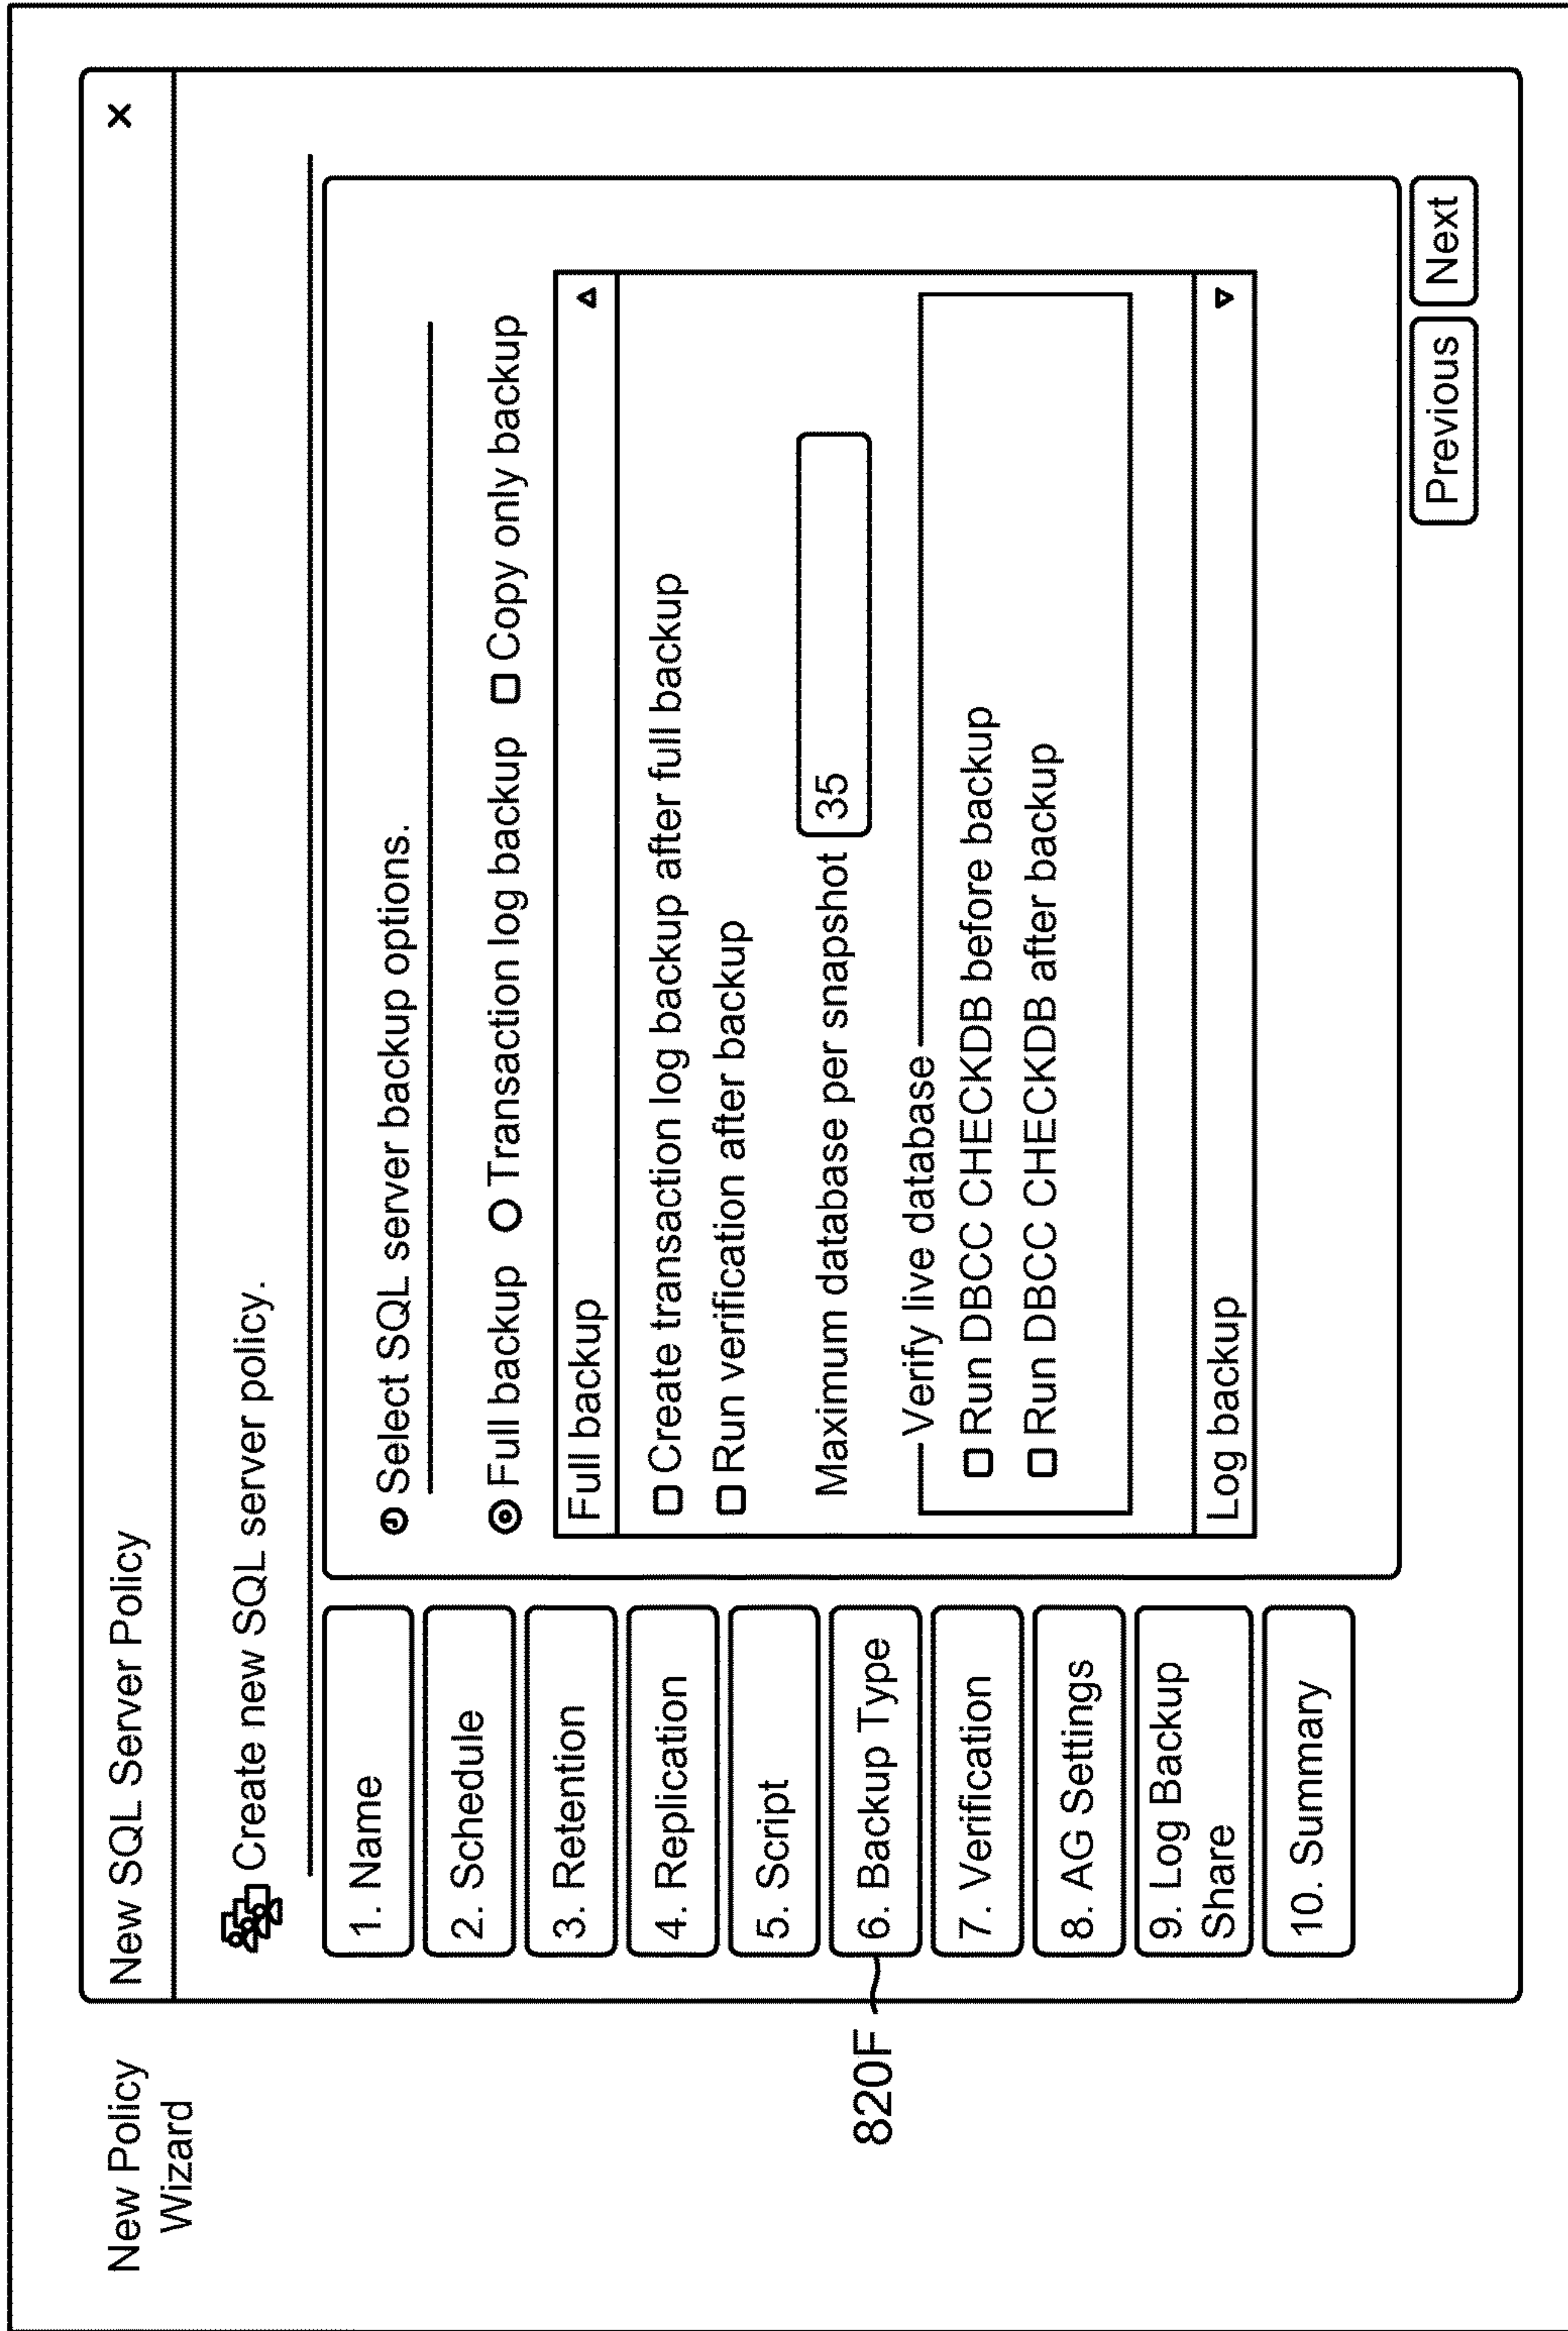 New Policy
Wizard
New SQL Server Policy
X
Create new SQL server policy.
1. Name
2. Schedule
3. Retention
4. Replication
5. Script
6. Backup Type
7. Verification
8. AG Settings
9. Log Backup
Share
10. Summary
820F
Select SQL server backup options.
Full backup Transaction log backup Copy only backup
Full backup
Create transaction log backup after full backup
Run verification after backup
Maximum database per snapshot 35
Verify live database
Run DBCC CHECKDB before backup
Run DBCC CHECKDB after backup
Log backup
Previous Next